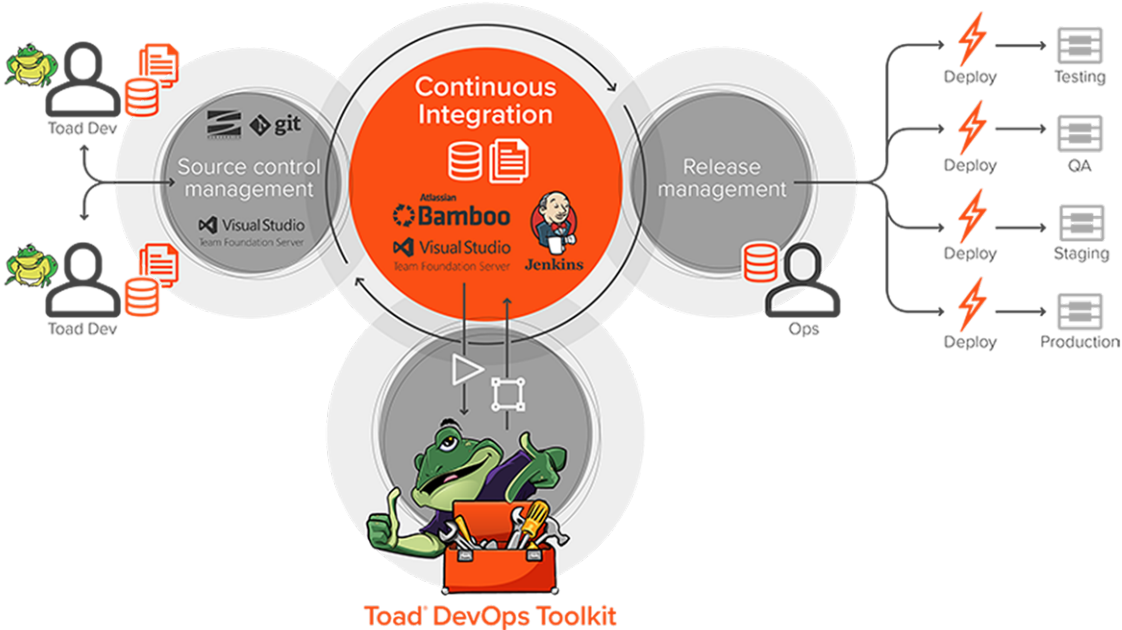 Toad Dev
Toad Dev
git
Source control
management
Visual Studio
Team Foundation Server
Continuous
Integration
Atlassian
Bamboo
Visual Studio
Team Foundation Server
Jenkins
Release
management
Ops
Deploy
Testing
Deploy
QA
Deploy
Staging
Deploy
Production
Toad® DevOps Toolkit